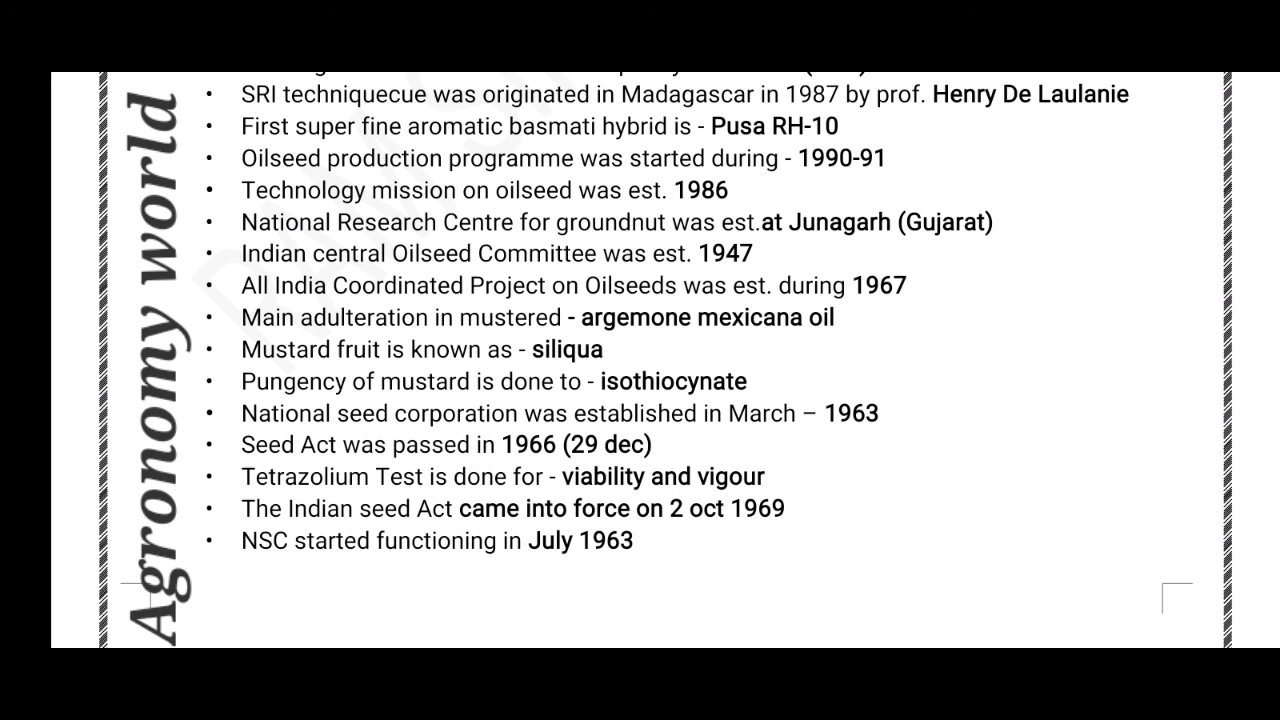 Agronomy world
• SRI techniquecue was originated in Madagascar in 1987 by prof. Henry De Laulanie
• First super fine aromatic basmati hybrid is - Pusa RH-10
• Oilseed production programme was started during - 1990-91
• Technology mission on oilseed was est. 1986
• National Research Centre for groundnut was est.at Junagarh (Gujarat)
• Indian central Oilseed Committee was est. 1947
• All India Coordinated Project on Oilseeds was est. during 1967
• Main adulteration in mustered - argemone mexicana oil
• Mustard fruit is known as - siliqua
• Pungency of mustard is done to - isothiocynate
• National seed corporation was established in March – 1963
• Seed Act was passed in 1966 (29 dec)
• Tetrazolium Test is done for - viability and vigour
• The Indian seed Act came into force on 2 oct 1969
• NSC started functioning in July 1963